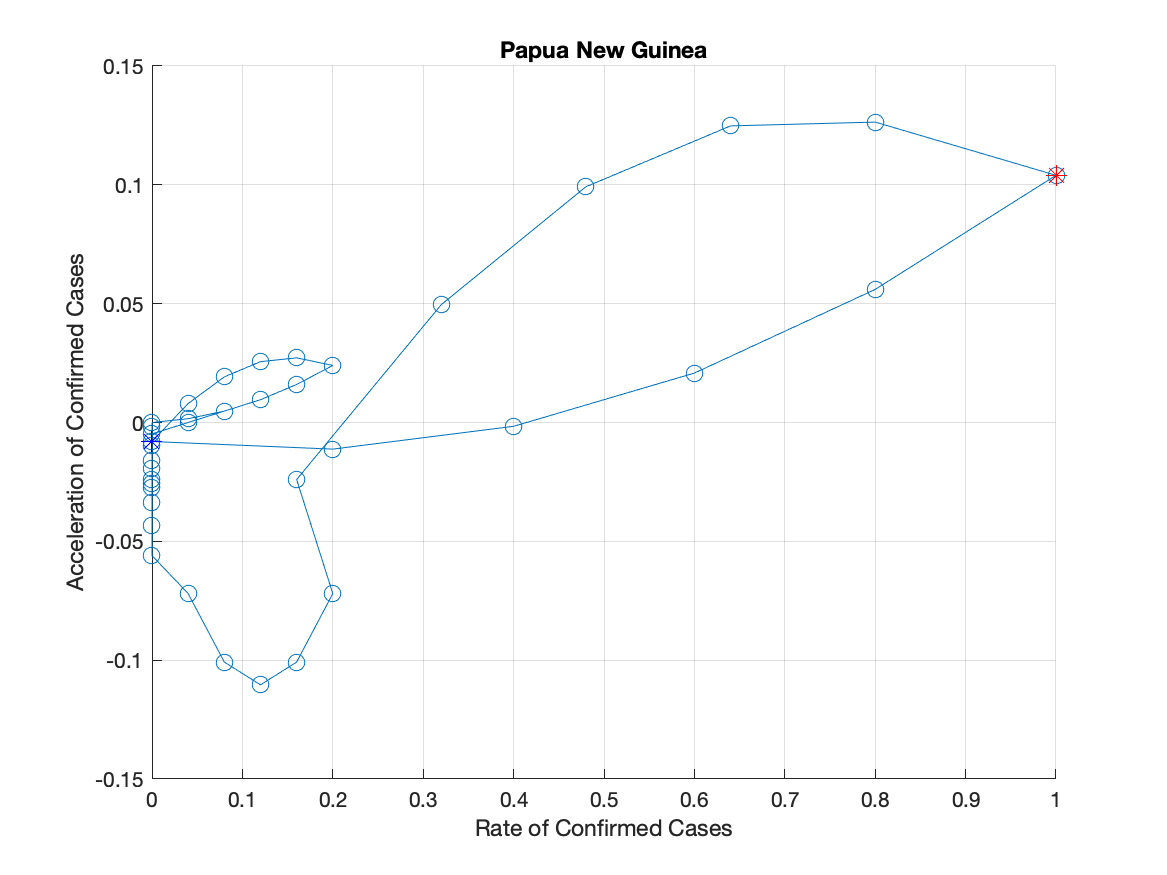 Papua New Guinea
0.15
0.1
0.05
0
-0.05
-0.1
-0.15
Acceleration of Confirmed Cases
0 0.1 0.2 0.3 0.4 0.5 0.6 0.7 0.8 0.9 1
Rate of Confirmed Cases